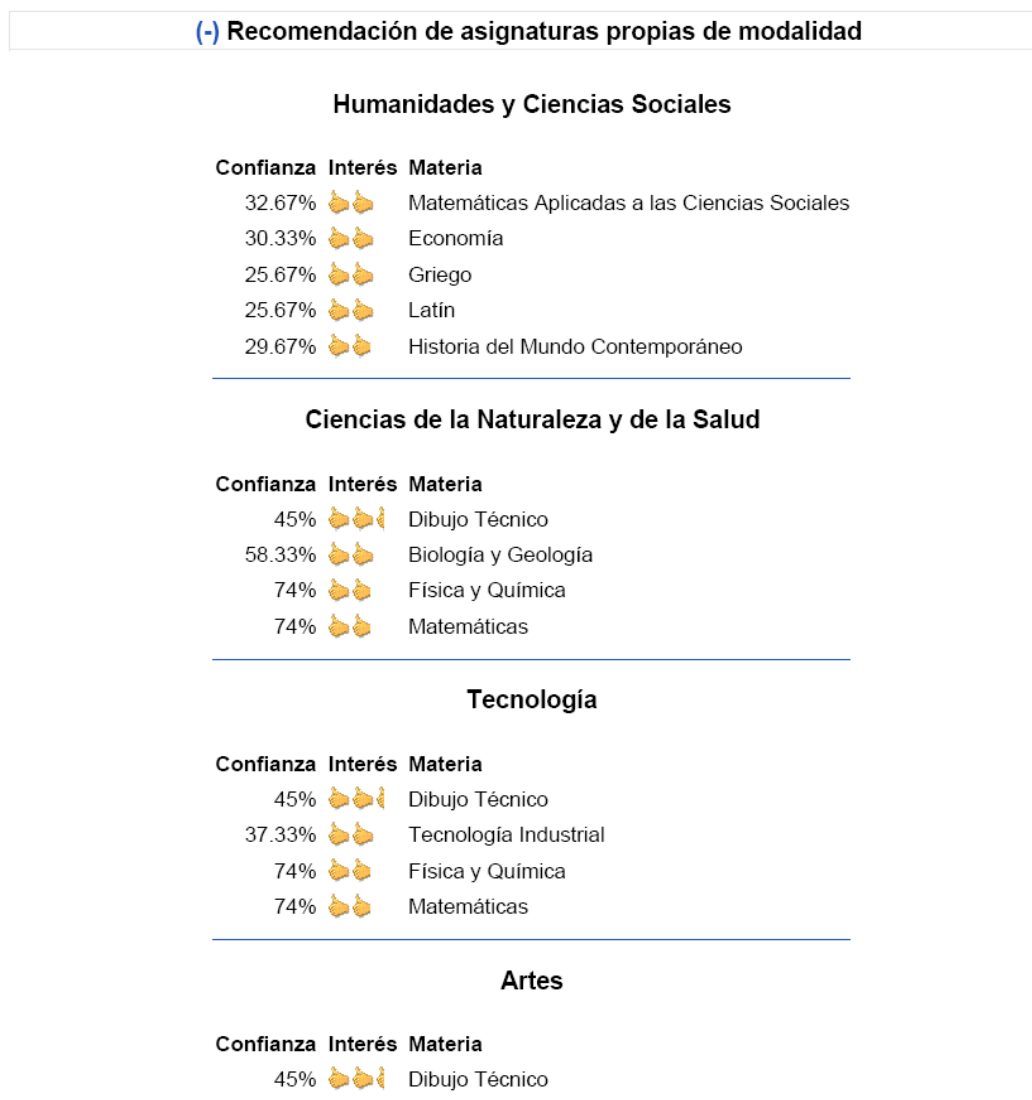 (-) Recomendación de asignaturas propias de modalidad
Humanidades y Ciencias Sociales
Confianza Interés Materia
32.67% Matemáticas Aplicadas a las Ciencias Sociales
30.33% Economía
25.67% Griego
25.67% Latín
29.67% Historia del Mundo Contemporáneo
Ciencias de la Naturaleza y de la Salud
Confianza Interés Materia
45% Dibujo Técnico
58.33% Biología y Geología
74% Física y Química
74% Matemáticas
Tecnología
Confianza Interés Materia
45% Dibujo Técnico
37.33% Tecnología Industrial
74% Física y Química
74% Matemáticas
Artes
Confianza Interés Materia
45% Dibujo Técnico